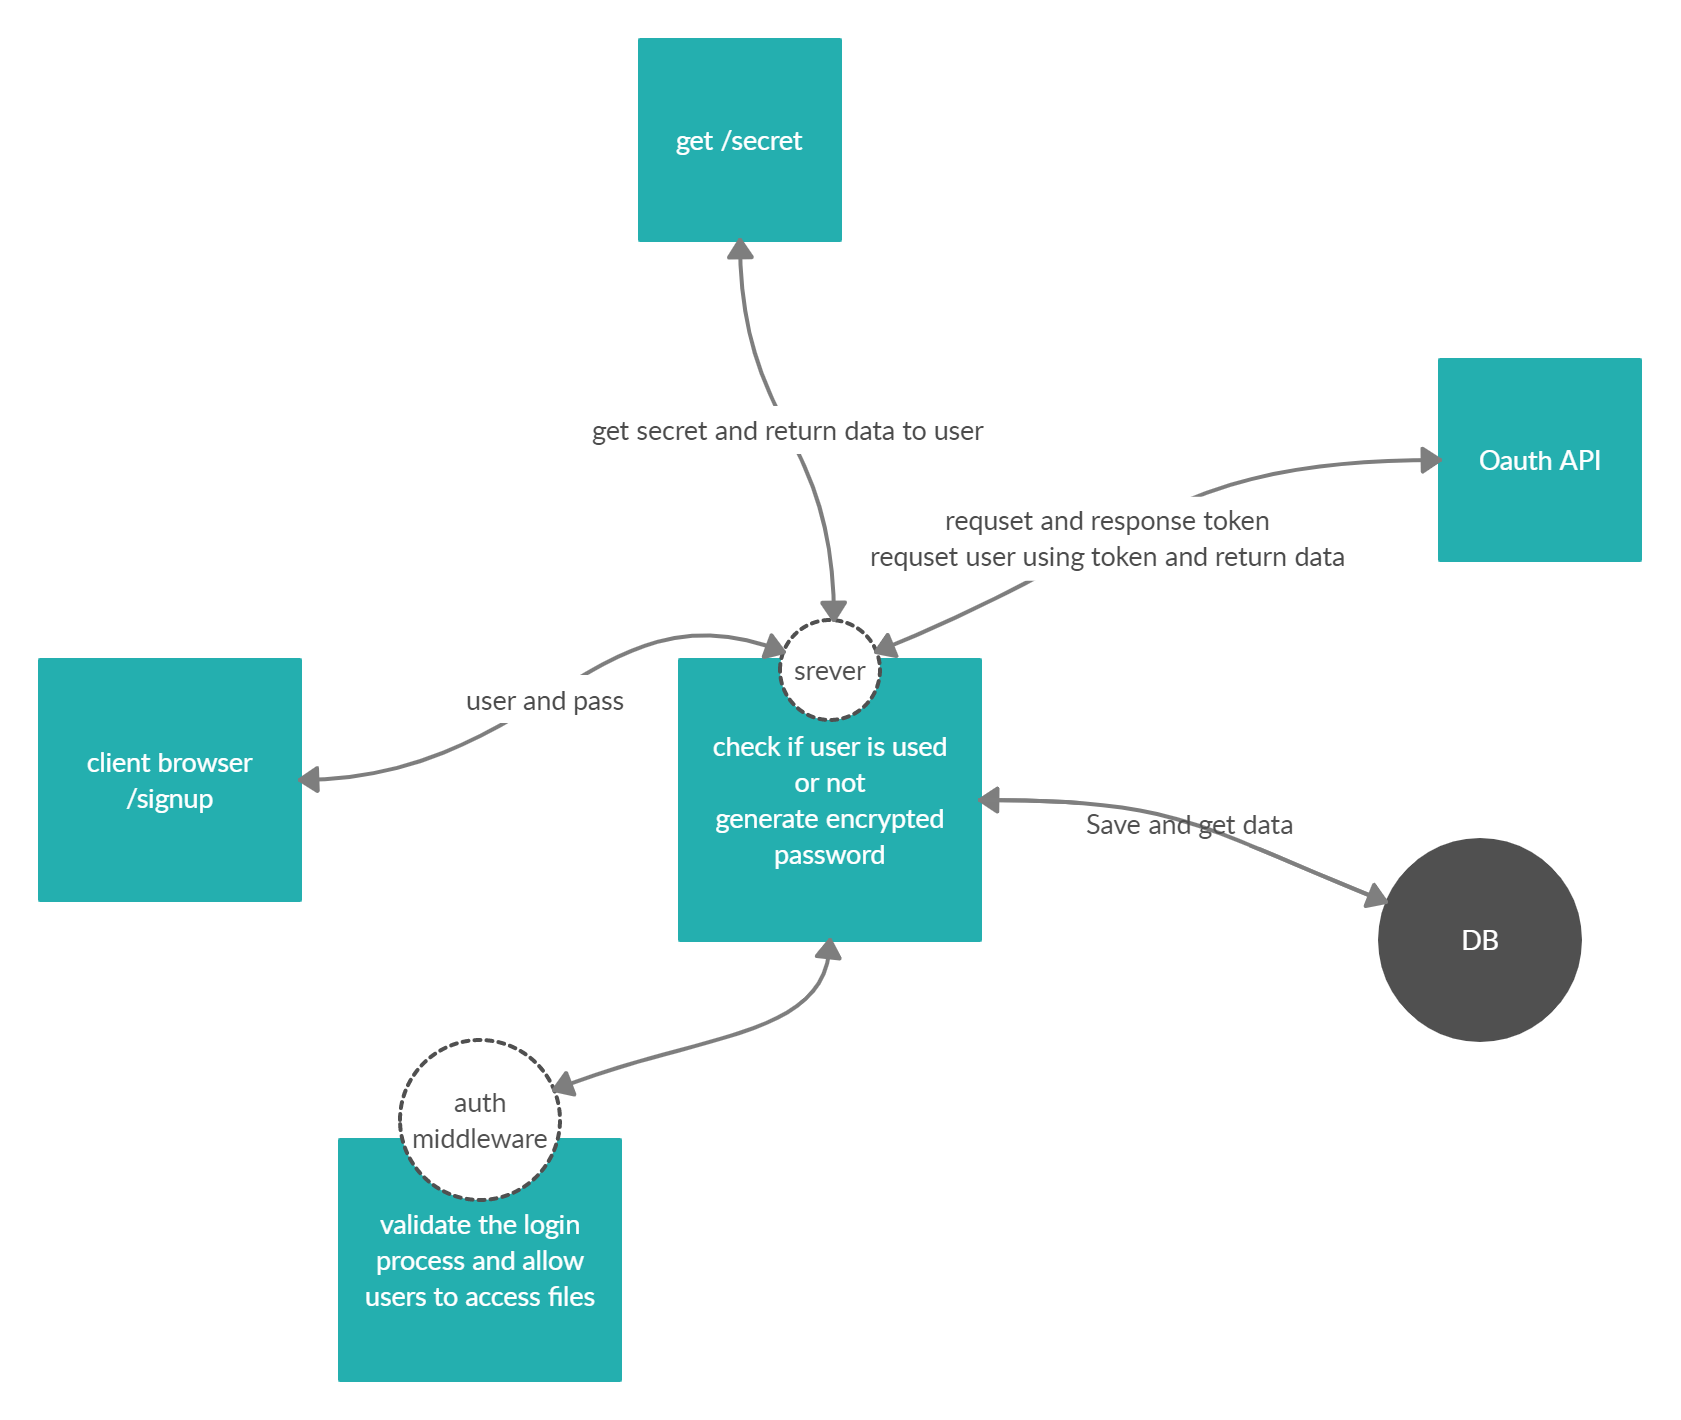 get /secret
get secret and return data to user
Oauth API
requset and response token
requset user using token and return data
srever
user and pass
client browser
/signup
check if user is used
or not
generate encrypted
password
Save and get data
DB
auth
middleware
validate the login
process and allow
users to access files